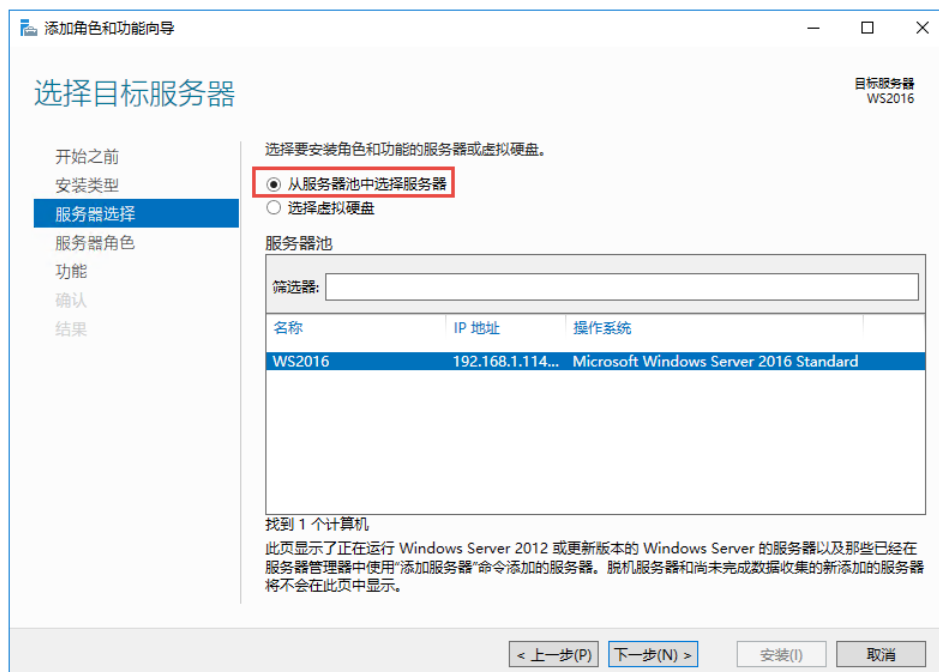 添加角色和功能向导
选择目标服务器
目标服务器
WS2016
开始之前
安装类型
服务器选择
服务器角色
功能
确认
结果
选择要安装角色和功能的服务器或虚拟硬盘。
从服务器池中选择服务器
选择虚拟硬盘
服务器池
筛选器:
名称 IP 地址 操作系统
WS2016 192.168.1.114... Microsoft Windows Server 2016 Standard
找到 1 个计算机
此页显示了正在运行 Windows Server 2012 或更新版本的 Windows Server 的服务器以及那些已经在
服务器管理器中使用"添加服务器"命令添加的服务器。脱机服务器和尚未完成数据收集的新添加的服务器
将不会在此页中显示。
< 上一步(P) 下一步(N) > 安装(I) 取消